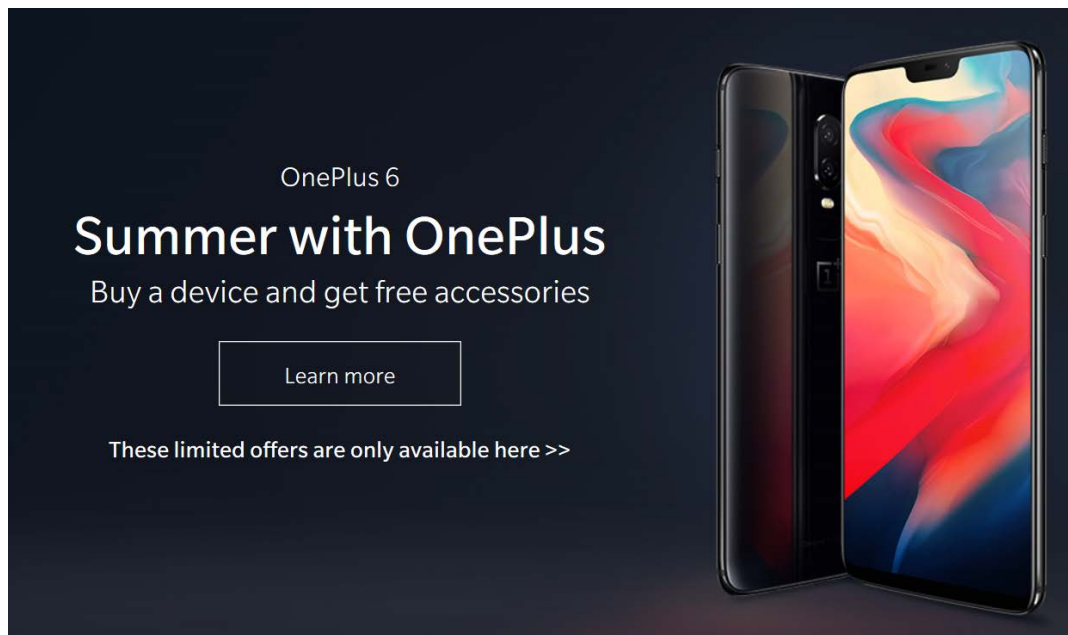 OnePlus 6
Summer with OnePlus
Buy a device and get free accessories
Learn more
These limited offers are only available here >>